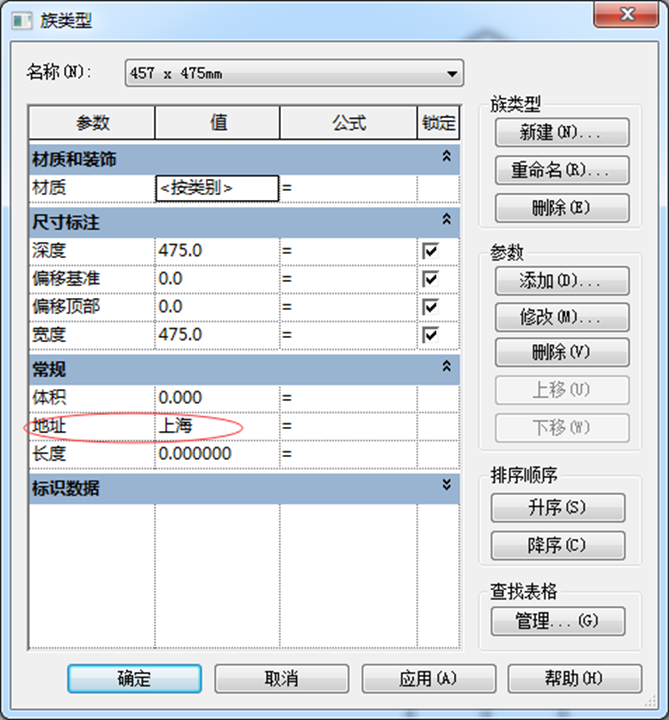 族类型
名称(N): 457 x 475mm
参数 值 公式 锁定
材质和装饰
材质 <按类别> =
尺寸标注
深度 475.0 =
偏移基准 0.0 =
偏移顶部 0.0 =
宽度 475.0 =
常规
体积 0.000 =
地址 上海 =
长度 0.000000 =
标识数据
族类型
新建(N)...
重命名(R)...
删除(E)
参数
添加(D)...
修改(M)...
删除(V)
上移(U)
下移(W)
排序顺序
升序(S)
降序(C)
查找表格
管理...(G)
确定 取消 应用(A) 帮助(H)